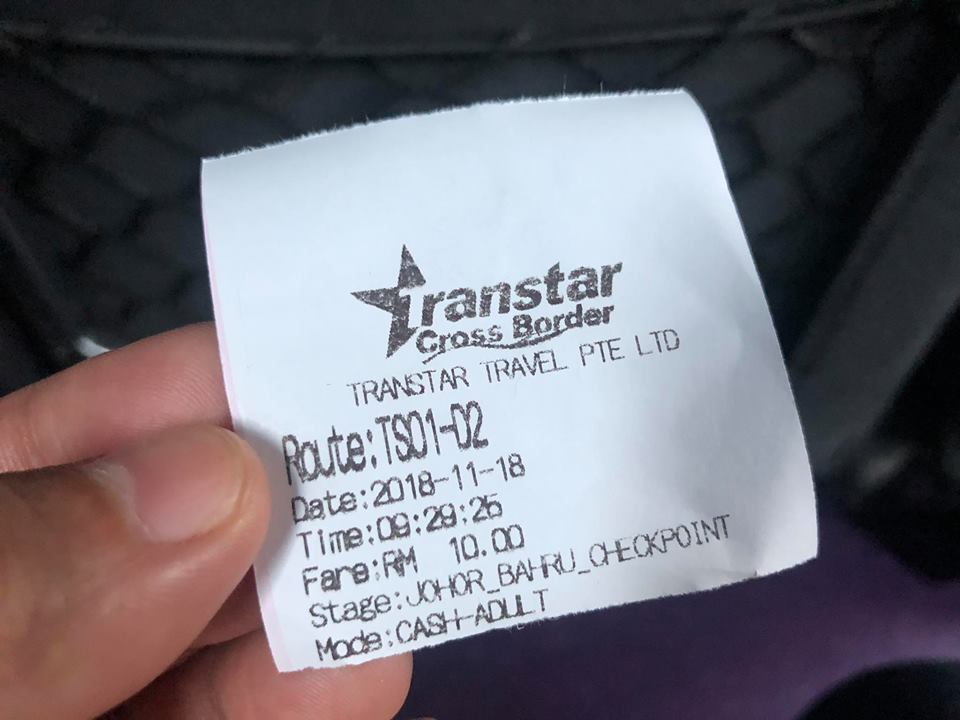 Transtar
Cross Border
TRANSTAR TRAVEL PTE LTD
Route:TS01-02
Date:2018-11-18
Time:09:29:25
Fare:RM 10.00
Stage:JOHOR_BAHRU_CHECKPOINT
Mode:CASH-ADULT